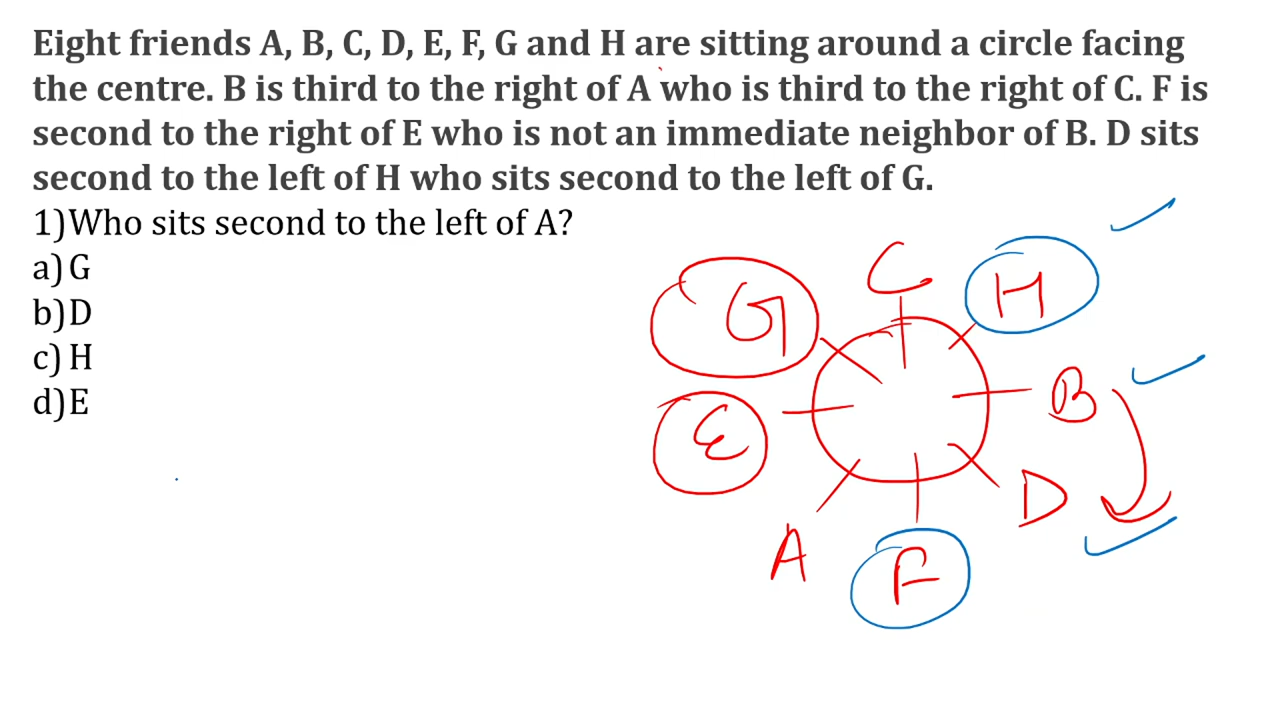 Eight friends A, B, C, D, E, F, G and H are sitting around a circle facing
the centre. B is third to the right of A who is third to the right of C. F is
second to the right of E who is not an immediate neighbor of B. D sits
second to the left of H who sits second to the left of G.
1)Who sits second to the left of A?
a)G
b)D
c)H
d)E
C
H
G
B
E
D
A
F